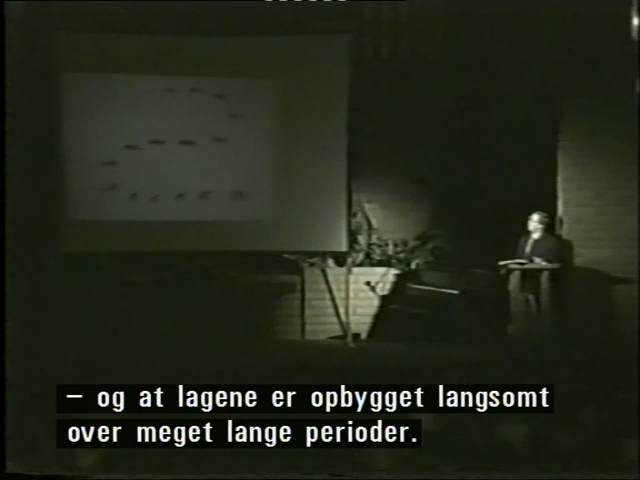 – og at lagene er opbygget langsomt
over meget lange perioder.